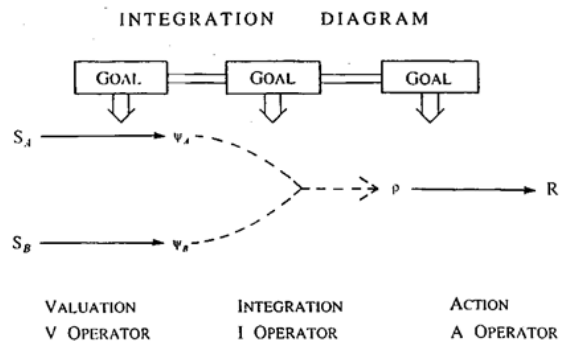 INTEGRATION DIAGRAM
GOAL GOAL GOAL
S_A ψ_A
ρ R
S_B ψ_B
VALUATION INTEGRATION ACTION
V OPERATOR I OPERATOR A OPERATOR